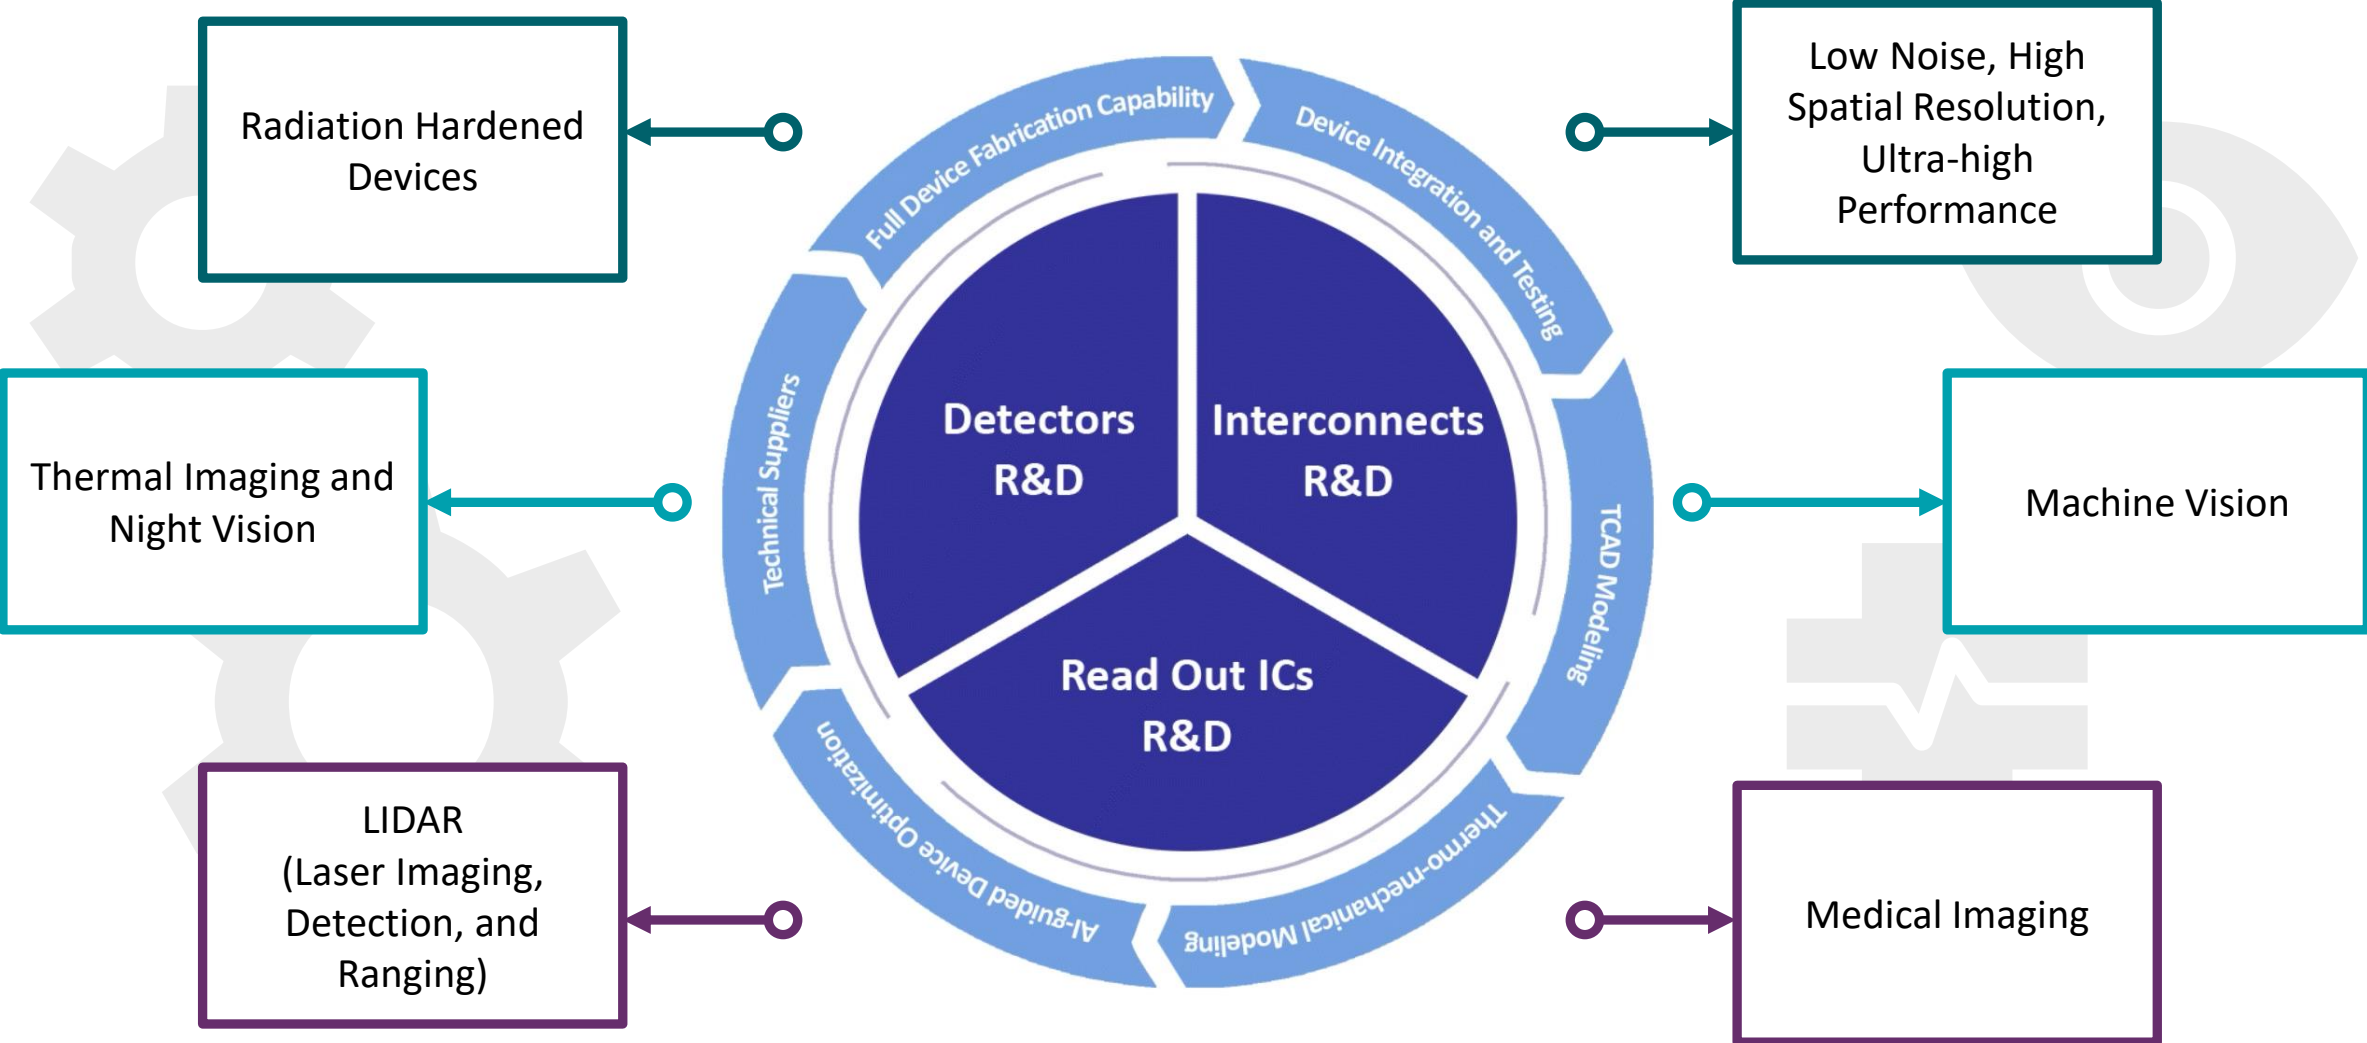 Radiation Hardened
Devices
Low Noise, High
Spatial Resolution,
Ultra-high
Performance
Full Device Fabrication Capability
Device Integration and Testing
Thermal Imaging and
Night Vision
Technical Suppliers
Detectors
R&D
Interconnects
R&D
TCAD Modeling
Machine Vision
Read Out ICs
R&D
LIDAR
(Laser Imaging,
Detection, and
Ranging)
AI-guided Device Optimization
Thermo-mechanical Modeling
Medical Imaging